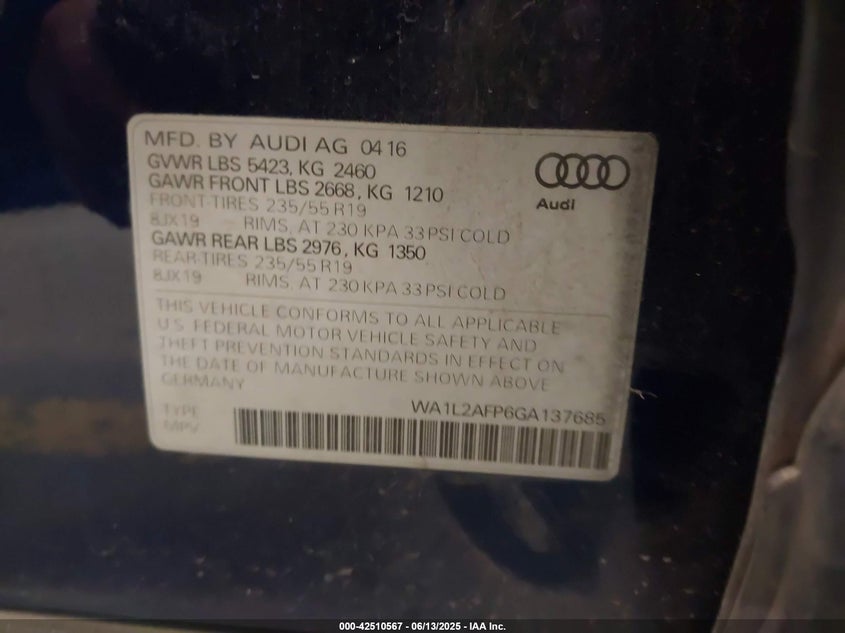 MFD. BY AUDI AG 04 16
GVWR LBS 5423, KG 2460
GAWR FRONT LBS 2668, KG 1210
FRONT-TIRES 235/55 R19
8JX19 RIMS, AT 230 KPA 33 PSI COLD
GAWR REAR LBS 2976, KG 1350
REAR-TIRES 235/55 R19
8JX19 RIMS, AT 230 KPA 33 PSI COLD
Audi
THIS VEHICLE CONFORMS TO ALL APPLICABLE
U.S. FEDERAL MOTOR VEHICLE SAFETY AND
THEFT PREVENTION STANDARDS IN EFFECT ON
THE DATE OF MANUFACTURE SHOWN ABOVE
GERMANY
WA1L2AFP6GA137685
TYPE
MPV
000-42510567 - 06/13/2025 - IAA Inc.